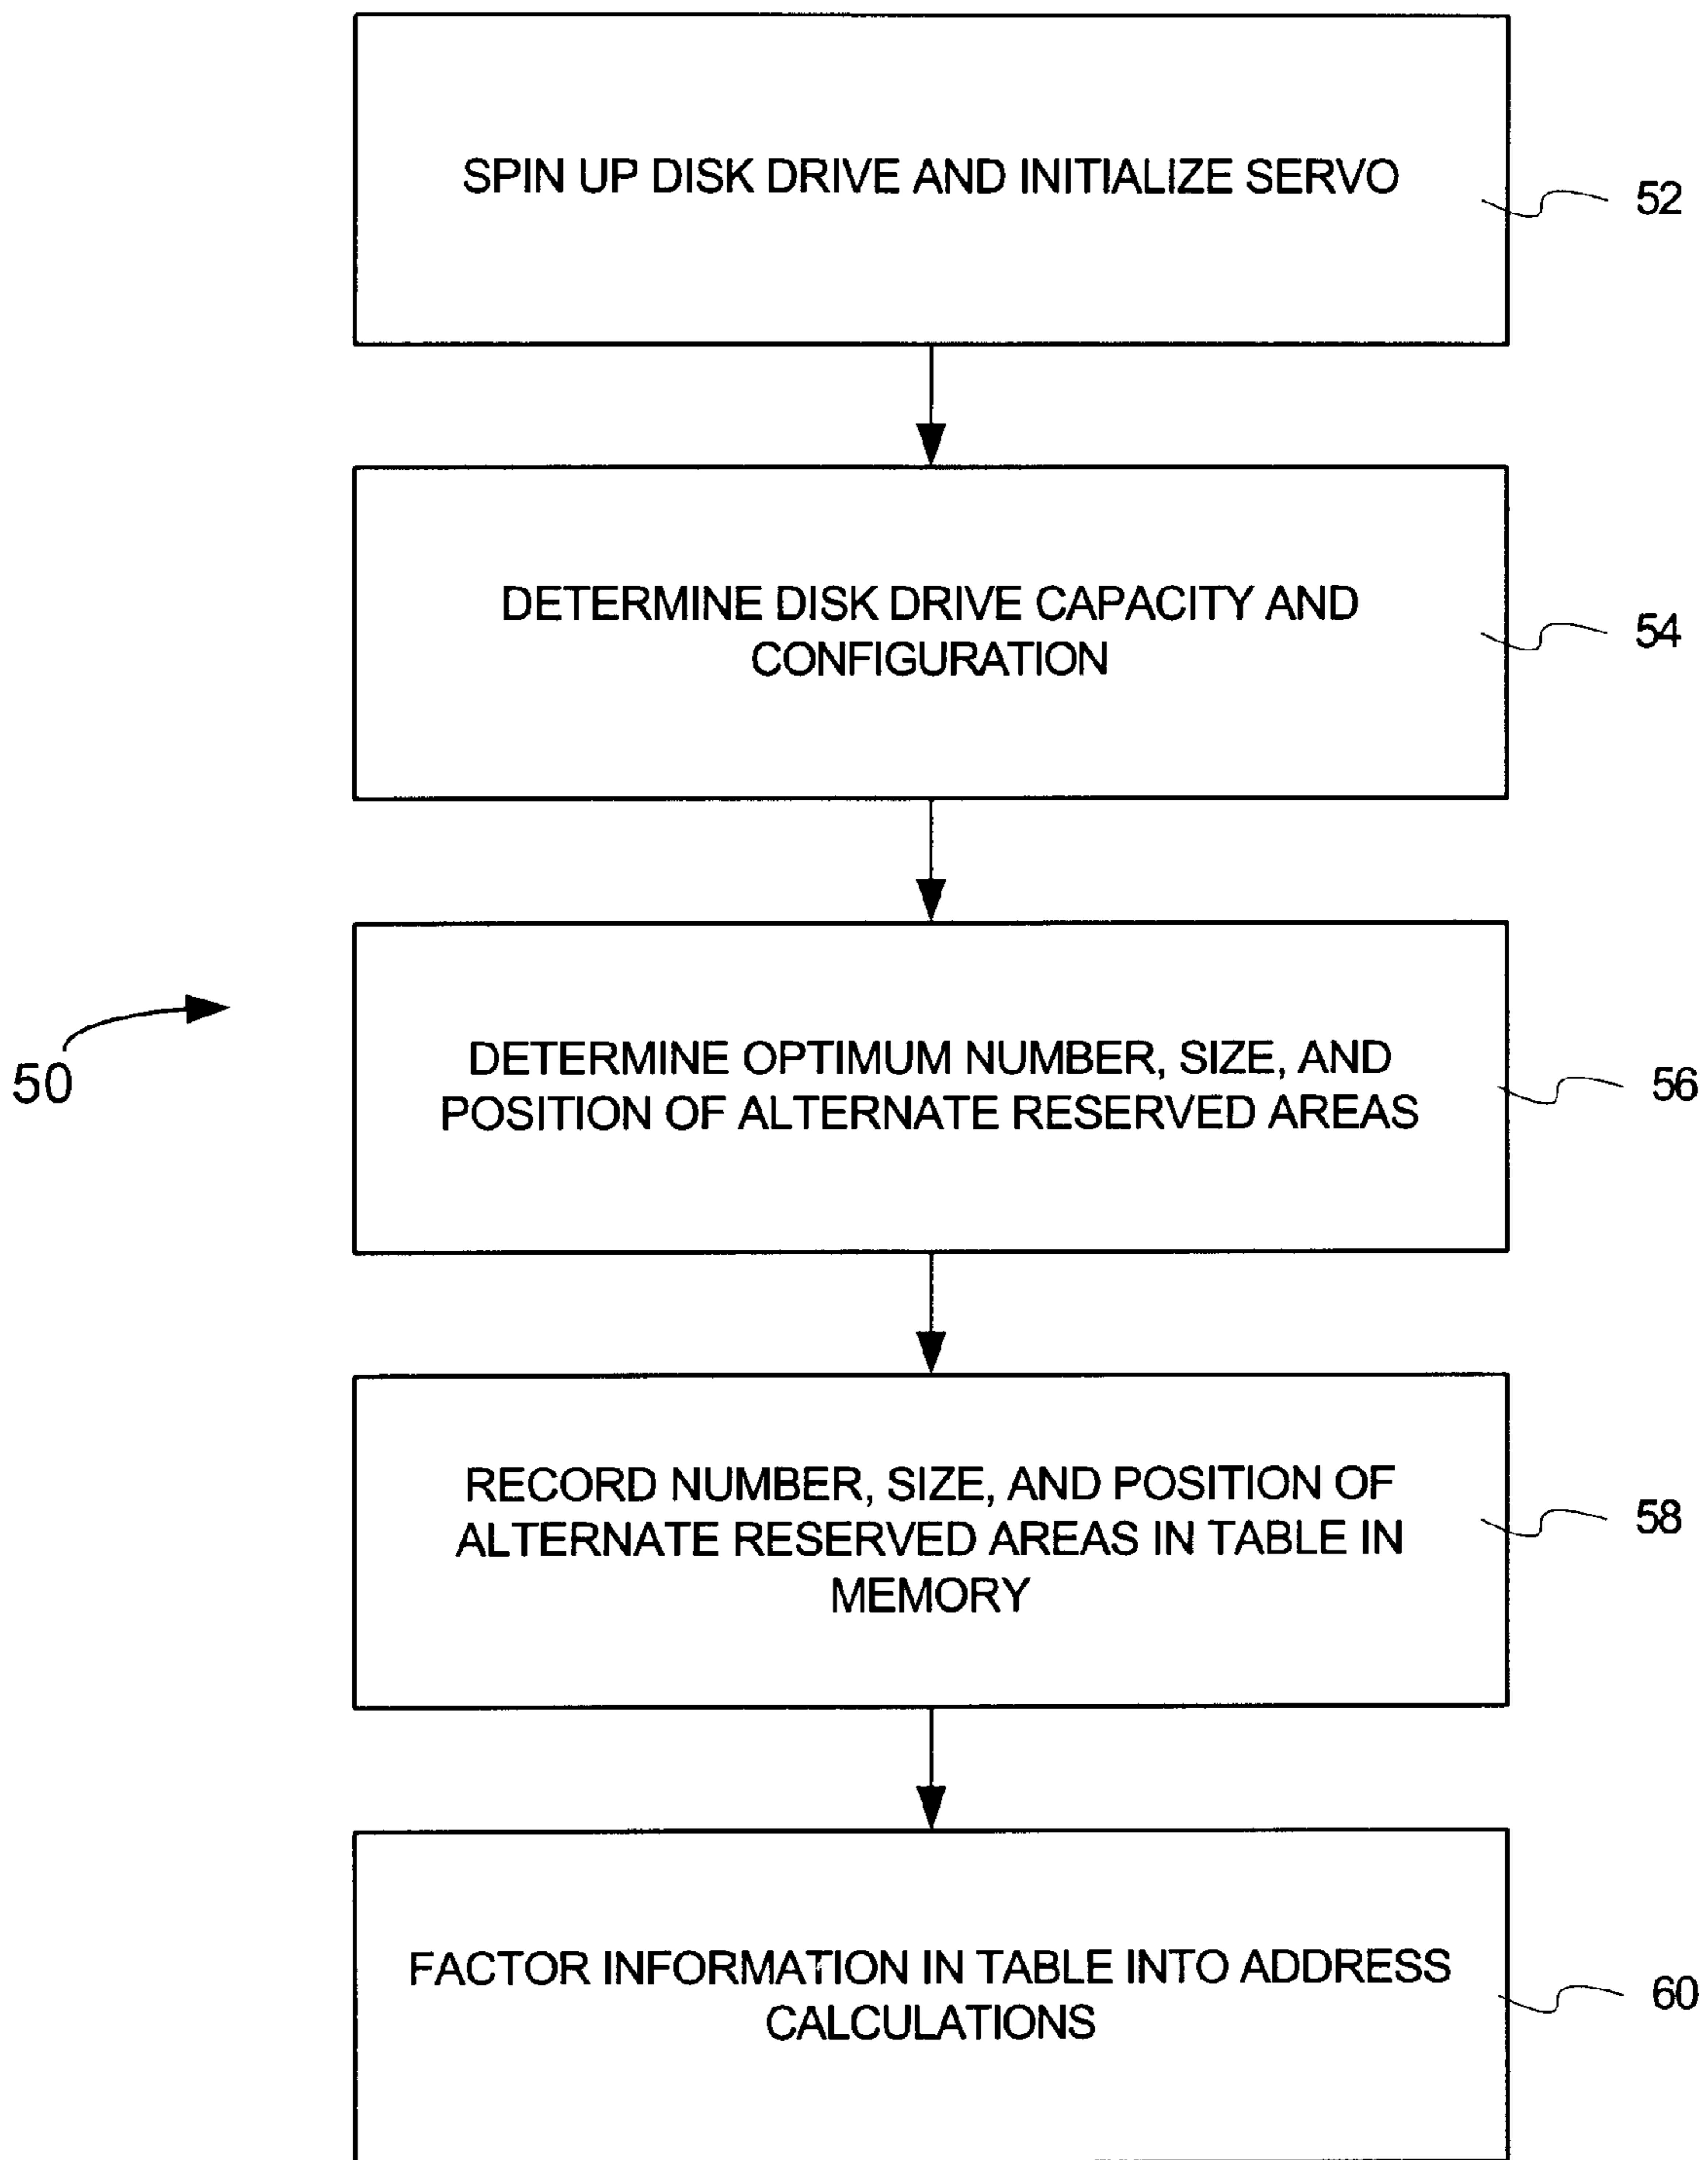 SPIN UP DISK DRIVE AND INITIALIZE SERVO
52
DETERMINE DISK DRIVE CAPACITY AND
CONFIGURATION
54
50
DETERMINE OPTIMUM NUMBER, SIZE, AND
POSITION OF ALTERNATE RESERVED AREAS
56
RECORD NUMBER, SIZE, AND POSITION OF
ALTERNATE RESERVED AREAS IN TABLE IN
MEMORY
58
FACTOR INFORMATION IN TABLE INTO ADDRESS
CALCULATIONS
60